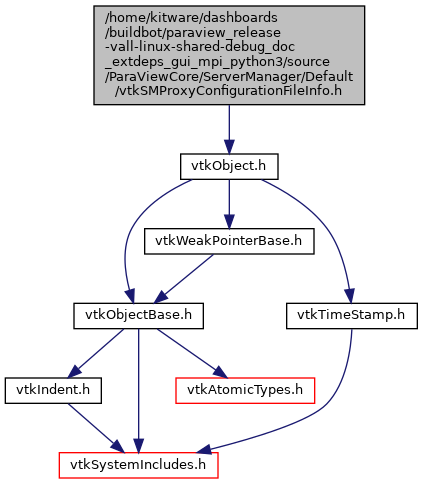 /home/kitware/dashboards
/buildbot/paraview_release
-vall-linux-shared-debug_doc
_extdeps_gui_mpi_python3/source
/ParaViewCore/ServerManager/Default
/vtkSMProxyConfigurationFileInfo.h
vtkObject.h
vtkWeakPointerBase.h
vtkObjectBase.h
vtkTimeStamp.h
vtkIndent.h
vtkAtomicTypes.h
vtkSystemIncludes.h